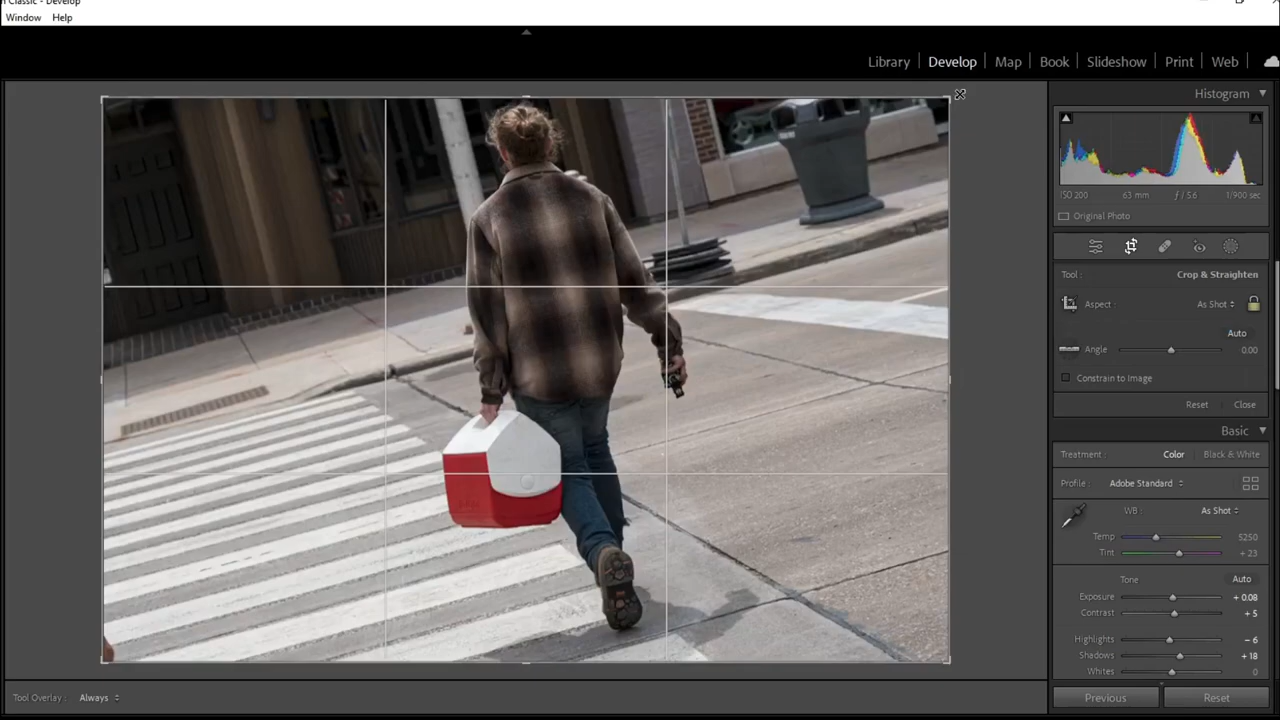 n Classic - Develop
Window Help
Library Develop Map Book Slideshow Print Web
Histogram
ISO 200 63 mm ƒ / 5.6 1/900 sec
Original Photo
Tool : Crop & Straighten
Aspect : As Shot
Auto
Angle 0.00
Constrain to Image
Reset Close
Basic
Treatment : Color Black & White
Profile : Adobe Standard
WB : As Shot
Temp 5250
Tint + 23
Tone Auto
Exposure + 0.08
Contrast + 5
Highlights − 6
Shadows + 18
Whites 0
Tool Overlay : Always
Previous Reset